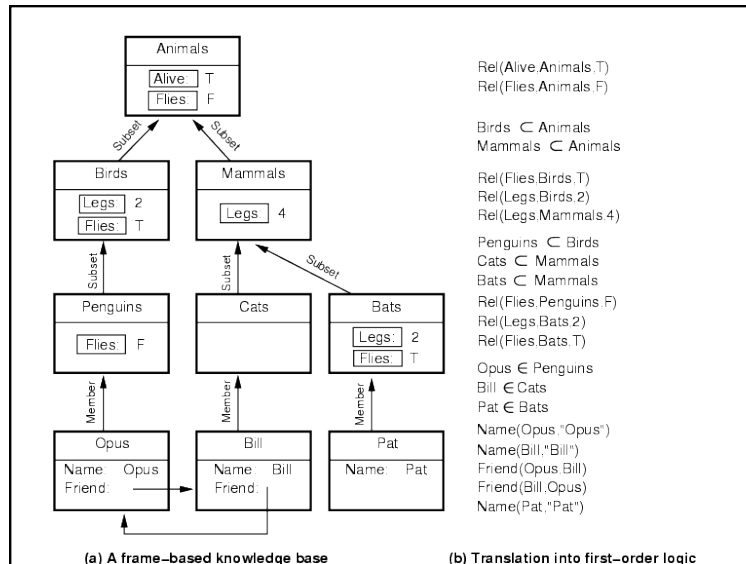 Animals
Alive: T
Flies: F
Subset
Subset
Birds
Legs: 2
Flies: T
Mammals
Legs: 4
Subset
Subset
Subset
Penguins
Flies: F
Cats
Bats
Legs: 2
Flies: T
Member
Member
Member
Opus
Name: Opus
Friend:
Bill
Name: Bill
Friend:
Pat
Name: Pat
(a) A frame–based knowledge base
Rel(Alive,Animals,T)
Rel(Flies,Animals,F)
Birds ⊂ Animals
Mammals ⊂ Animals
Rel(Flies,Birds,T)
Rel(Legs,Birds,2)
Rel(Legs,Mammals,4)
Penguins ⊂ Birds
Cats ⊂ Mammals
Bats ⊂ Mammals
Rel(Flies,Penguins,F)
Rel(Legs,Bats,2)
Rel(Flies,Bats,T)
Opus ∈ Penguins
Bill ∈ Cats
Pat ∈ Bats
Name(Opus,"Opus")
Name(Bill,"Bill")
Friend(Opus,Bill)
Friend(Bill,Opus)
Name(Pat,"Pat")
(b) Translation into first–order logic